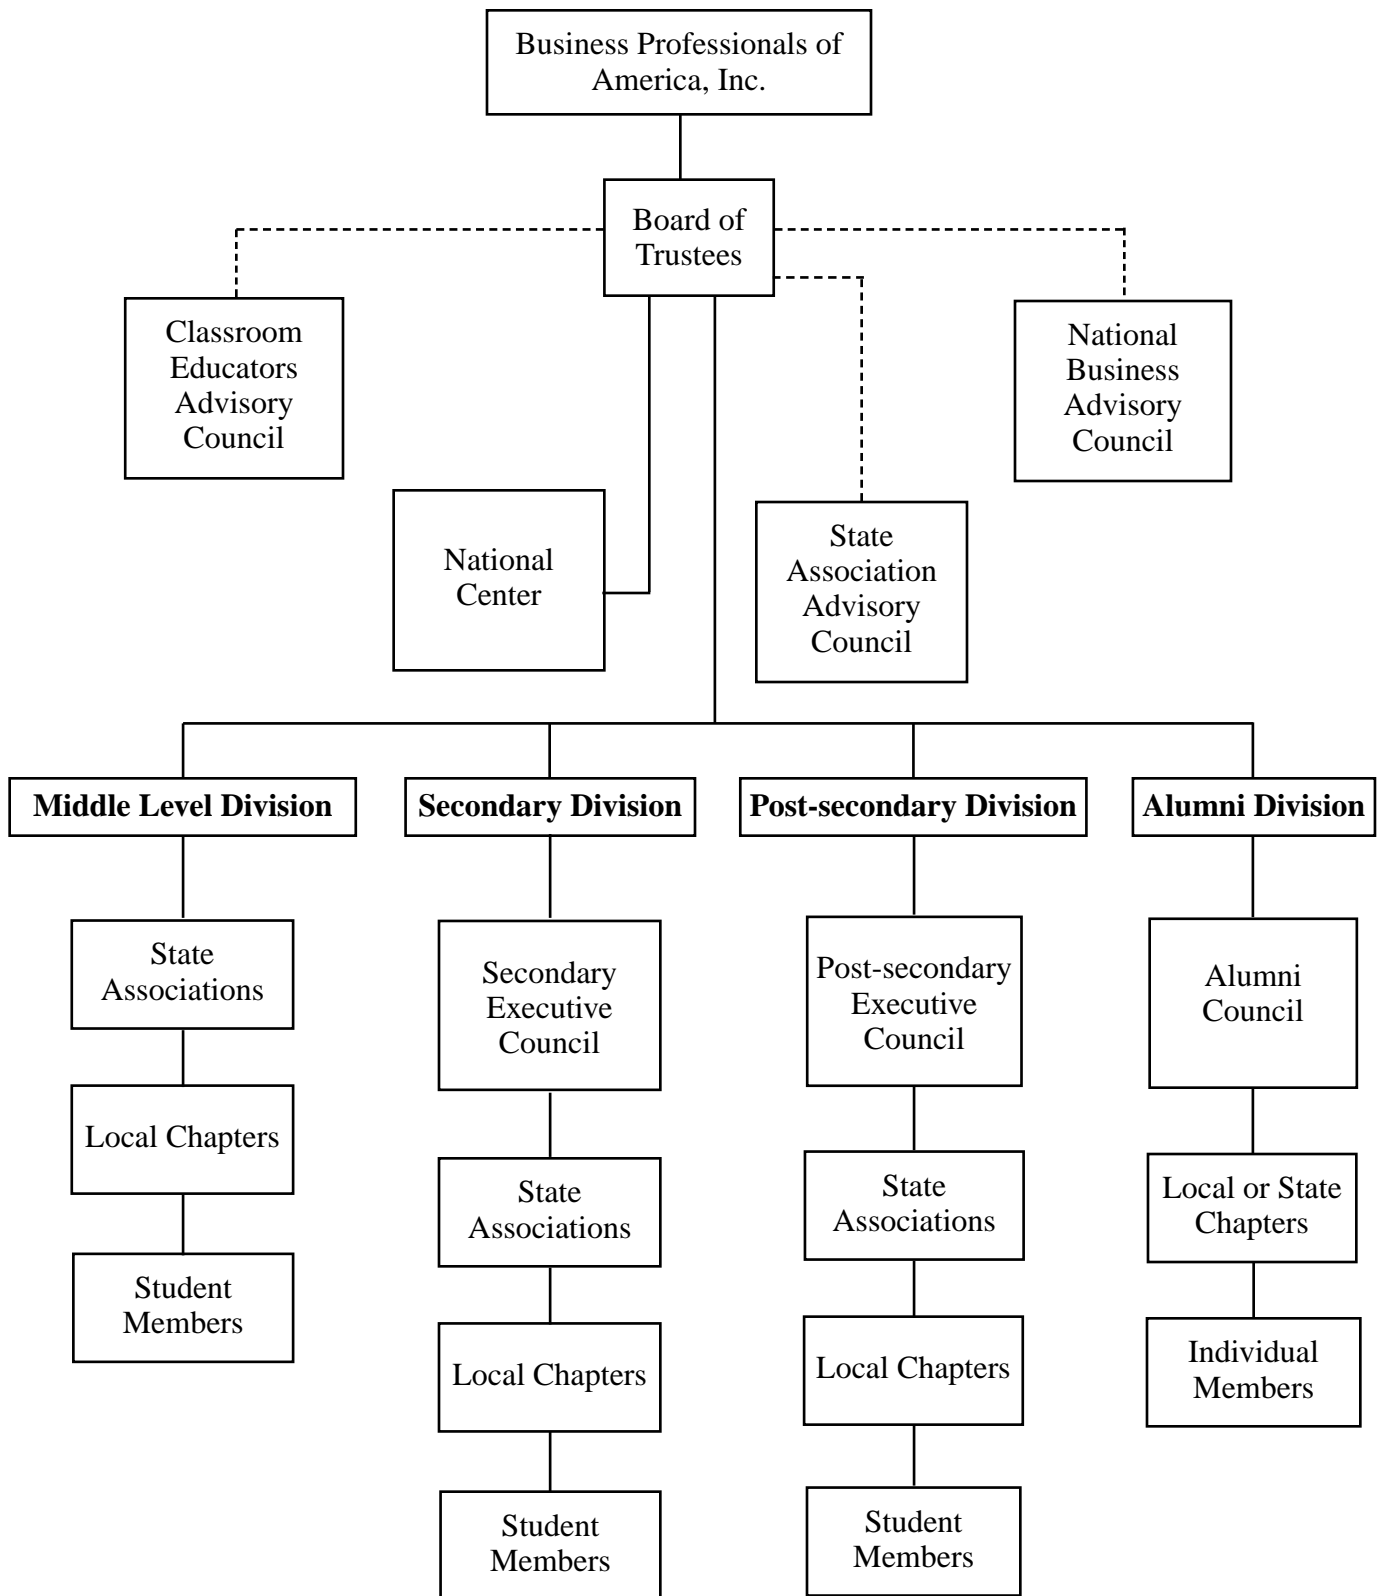 Business Professionals of
America, Inc.
Board of
Trustees
Classroom
Educators
Advisory
Council
National
Business
Advisory
Council
National
Center
State
Association
Advisory
Council
Middle Level Division
Secondary Division
Post-secondary Division
Alumni Division
State
Associations
Local Chapters
Student
Members
Secondary
Executive
Council
State
Associations
Local Chapters
Student
Members
Post-secondary
Executive
Council
State
Associations
Local Chapters
Student
Members
Alumni
Council
Local or State
Chapters
Individual
Members